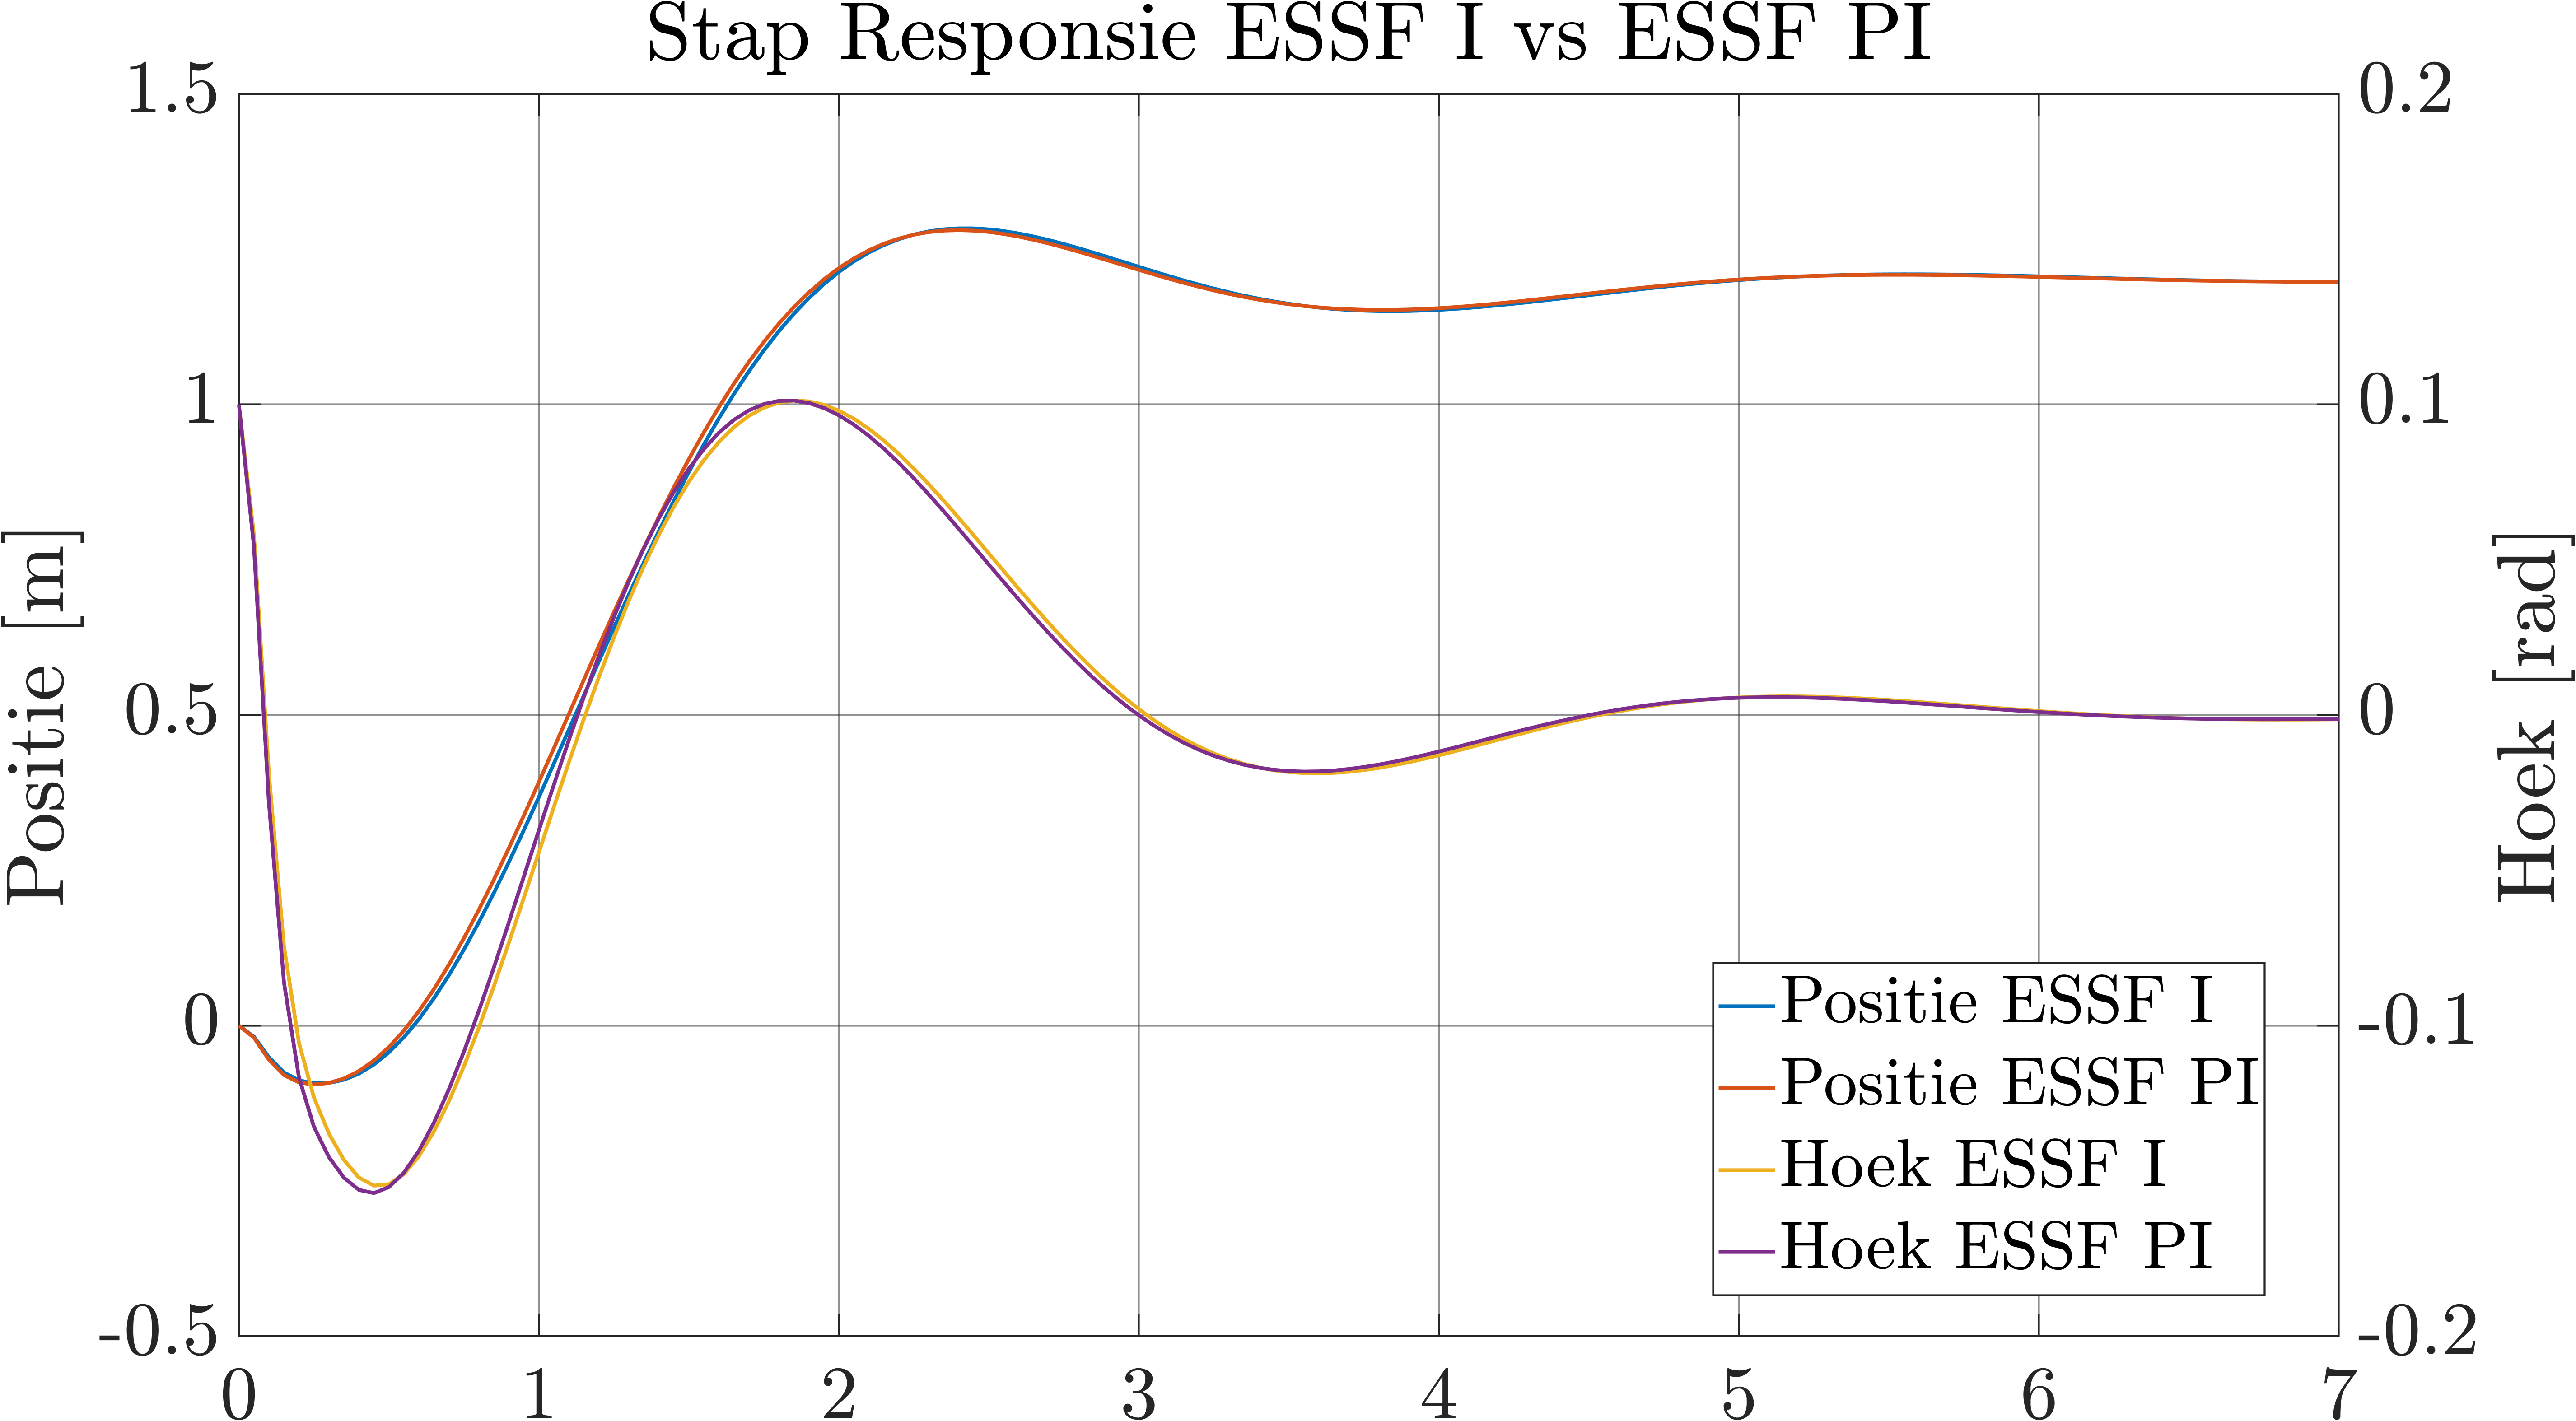 Stap Responsie ESSF I vs ESSF PI
1.5
1
0.5
0
-0.5
Positie [m]
0.2
0.1
0
-0.1
-0.2
Hoek [rad]
Positie ESSF I
Positie ESSF PI
Hoek ESSF I
Hoek ESSF PI
0 1 2 3 4 5 6 7